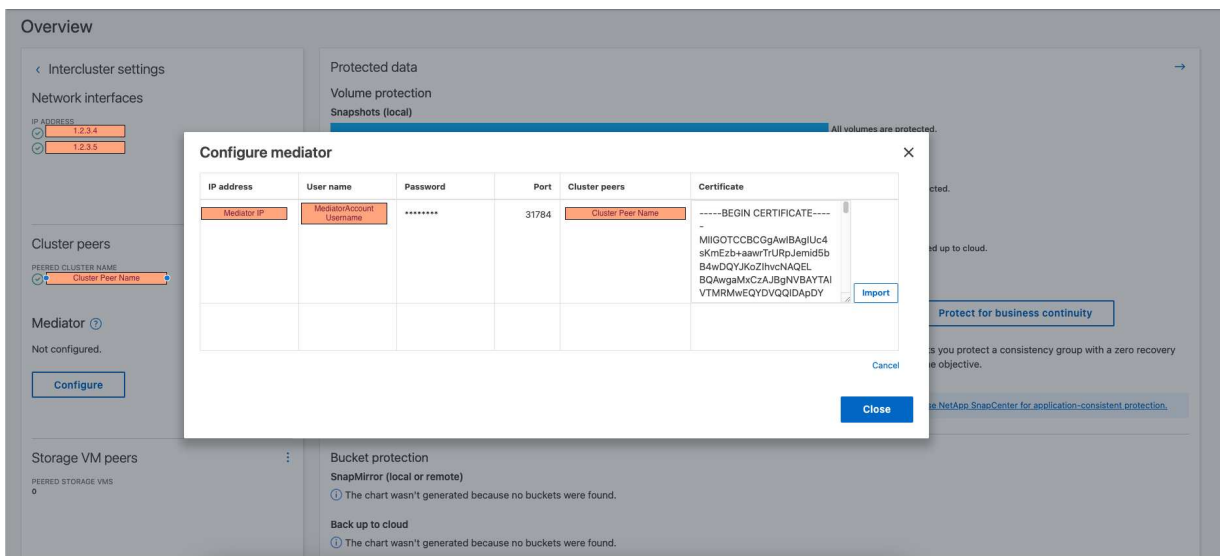 Overview
Intercluster settings
Network interfaces
IP ADDRESS
1.2.3.4
1.2.3.5
Cluster peers
PEERED CLUSTER NAME
Cluster Peer Name
Mediator
Not configured.
Configure
Storage VM peers
PEERED STORAGE VMS
0
Protected data
Volume protection
Snapshots (local)
All volumes are protected.
Configure mediator
IP address User name Password Port Cluster peers Certificate
Mediator IP
MediatorAccount
Username
********
31784
Cluster Peer Name
-----BEGIN CERTIFICATE----
-
MIIGOTCCBCGgAwIBAgIUc4
sKmEzb+aawrTrURpJemid5b
B4wDQYJKoZIhvcNAQEL
BQAwgaMxCzAJBgNVBAYTAl
VTMRMwEQYDVQQIDApDY
Import
Cancel
Close
cted.
ed up to cloud.
Protect for business continuity
s you protect a consistency group with a zero recovery
e objective.
se NetApp SnapCenter for application-consistent protection.
Bucket protection
SnapMirror (local or remote)
The chart wasn't generated because no buckets were found.
Back up to cloud
The chart wasn't generated because no buckets were found.